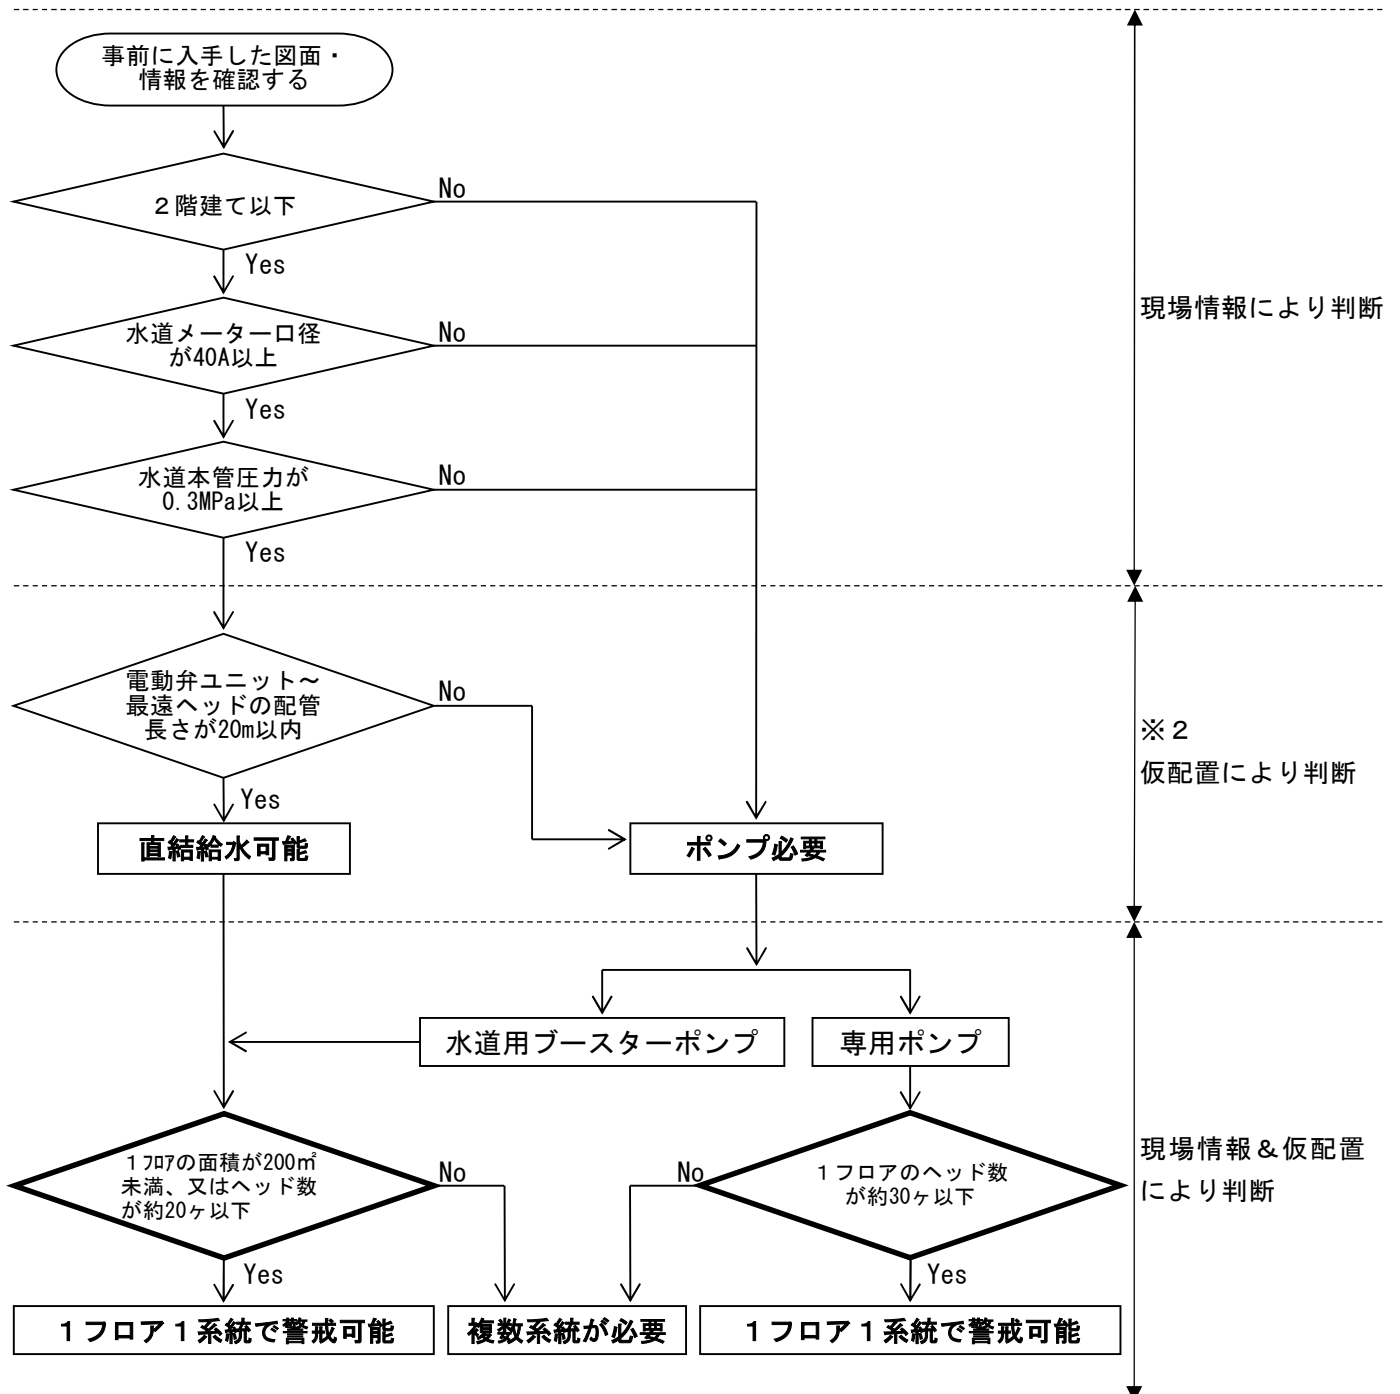 事前に入手した図面・
情報を確認する
２階建て以下
No
Yes
水道メーター口径
が40A以上
No
Yes
現場情報により判断
水道本管圧力が
0.3MPa以上
No
Yes
電動弁ユニット～
最遠ヘッドの配管
長さが20m以内
No
Yes
※２
仮配置により判断
直結給水可能
ポンプ必要
水道用ブースターポンプ
専用ポンプ
１ﾌﾛｱの面積が200㎡
未満、又はヘッド数
が約20ヶ以下
No
Yes
１フロアのヘッド数
が約30ヶ以下
No
Yes
現場情報＆仮配置
により判断
１フロア１系統で警戒可能
複数系統が必要
１フロア１系統で警戒可能